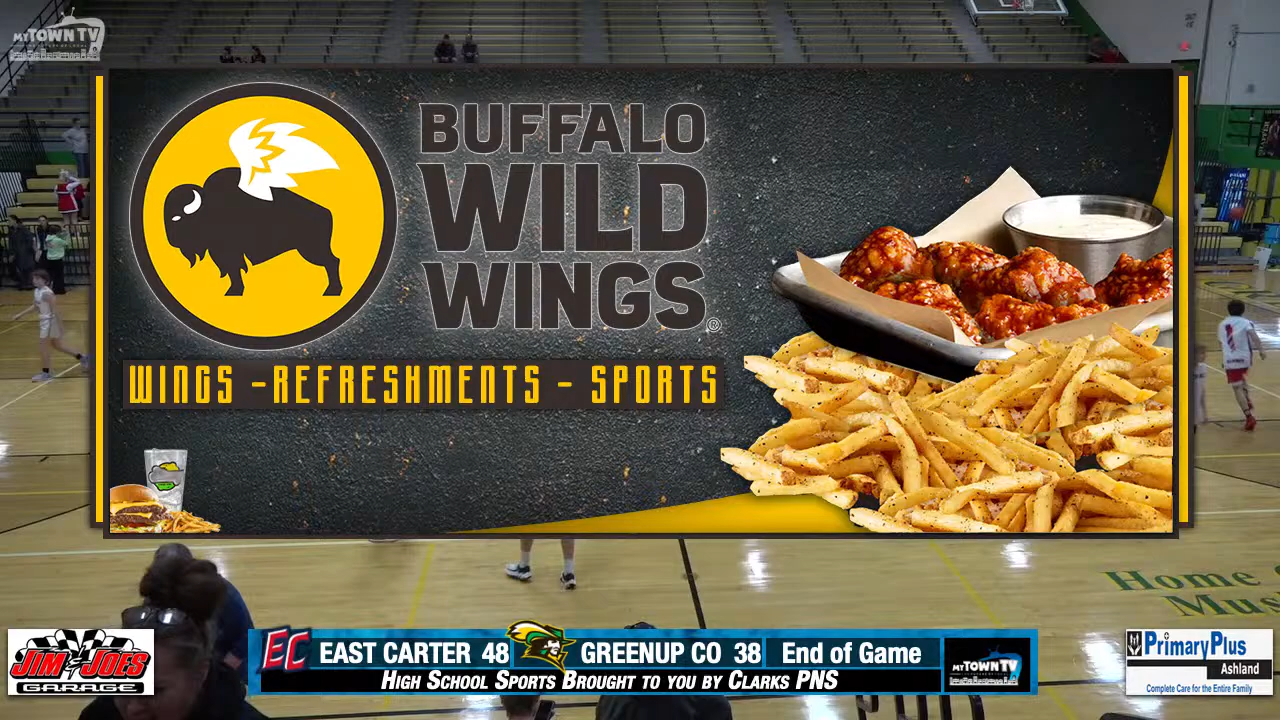 MYTOWN TV
BUFFALO
WILD
WINGS®
WINGS -REFRESHMENTS - SPORTS
Home
Mus
JIM & JOES
GARAGE
EC EAST CARTER 48 GREENUP CO 38 End of Game
HIGH SCHOOL SPORTS BROUGHT TO YOU BY CLARKS PNS
MYTOWN TV
PrimaryPlus
Ashland
Complete Care for the Entire Family